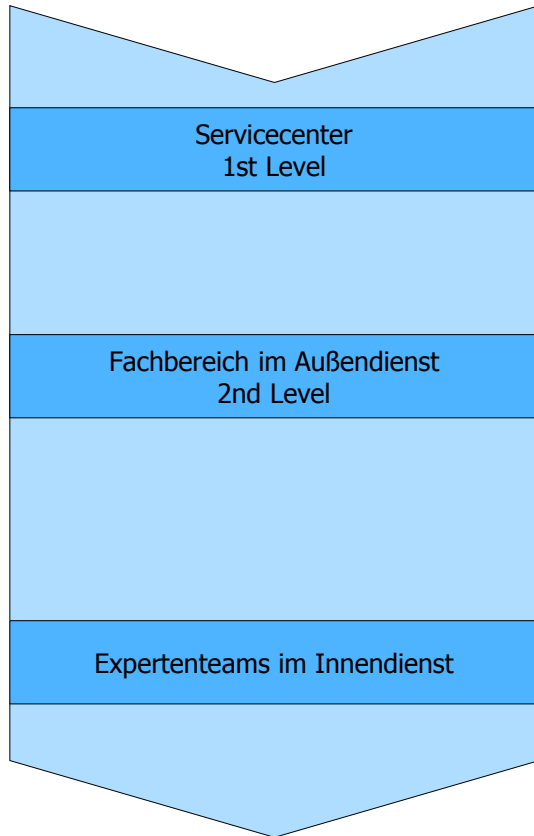 Servicecenter
1st Level
Fachbereich im Außendienst
2nd Level
Expertenteams im Innendienst